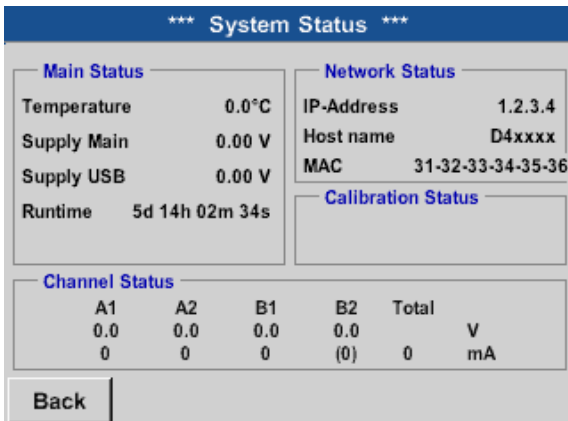 *** System Status ***
Main Status
Temperature 0.0°C
Supply Main 0.00 V
Supply USB 0.00 V
Runtime 5d 14h 02m 34s
Network Status
IP-Address 1.2.3.4
Host name D4xxxx
MAC 31-32-33-34-35-36
Calibration Status
Channel Status
A1 A2 B1 B2 Total
0.0 0.0 0.0 0.0 V
0 0 0 (0) 0 mA
Back